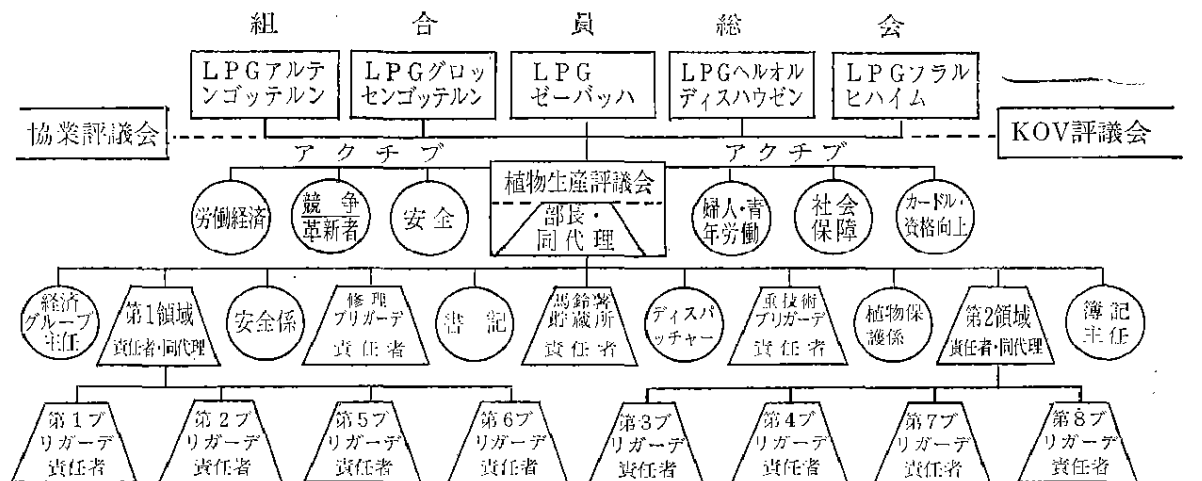 組合員総会
LPGアルテ
ンゴッテルン
LPGグロッ
センゴッテルン
LPG
ゼーバッハ
LPGヘルオル
ディスハウゼン
LPGフラル
ヒハイム
協業評議会
KOV評議会
アクチブ
アクチブ
労働経済
競争
革新者
安全
植物生産評議会
部長・
同代理
婦人・青
年労働
社会
保障
カードル・
資格向上
経済
グループ
主任
第1領域
責任者・同代理
安全係
修理
ブリガーデ
責任者
書記
馬鈴薯
貯蔵所
責任者
ディスパ
ッチャー
重技術
ブリガーデ
責任者
植物保
護係
第2領域
責任者・同代理
簿記
主任
第1ブ
リガーデ
責任者
第2ブ
リガーデ
責任者
第5ブ
リガーデ
責任者
第6ブ
リガーデ
責任者
第3ブ
リガーデ
責任者
第4ブ
リガーデ
責任者
第7ブ
リガーデ
責任者
第8ブ
リガーデ
責任者